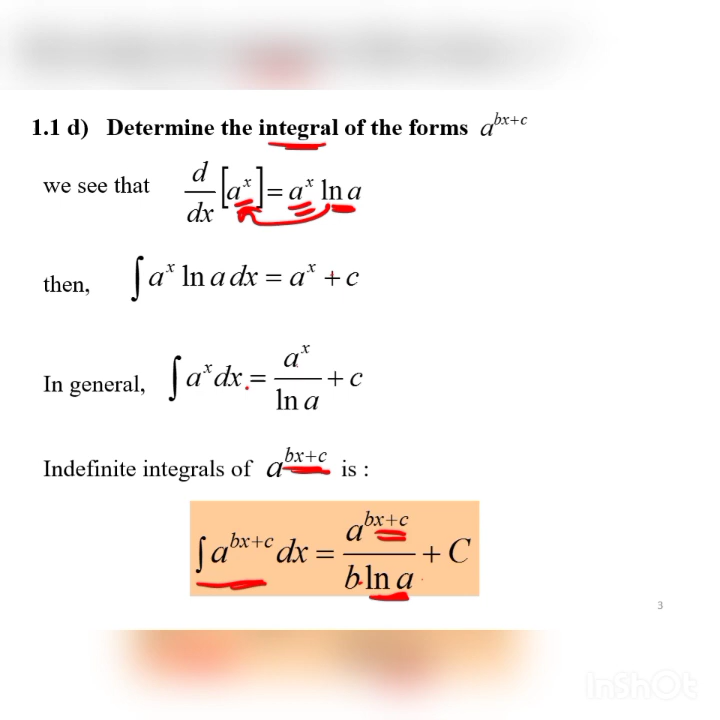 1.1 d) Determine the integral of the forms a^{bx+c}
we see that d/dx [a^x] = a^x ln a
then, ∫ a^x ln a dx = a^x + c
In general, ∫ a^x dx = a^x / ln a + c
Indefinite integrals of a^{bx+c} is :
∫ a^{bx+c} dx = a^{bx+c} / b ln a + C
3
InShOt